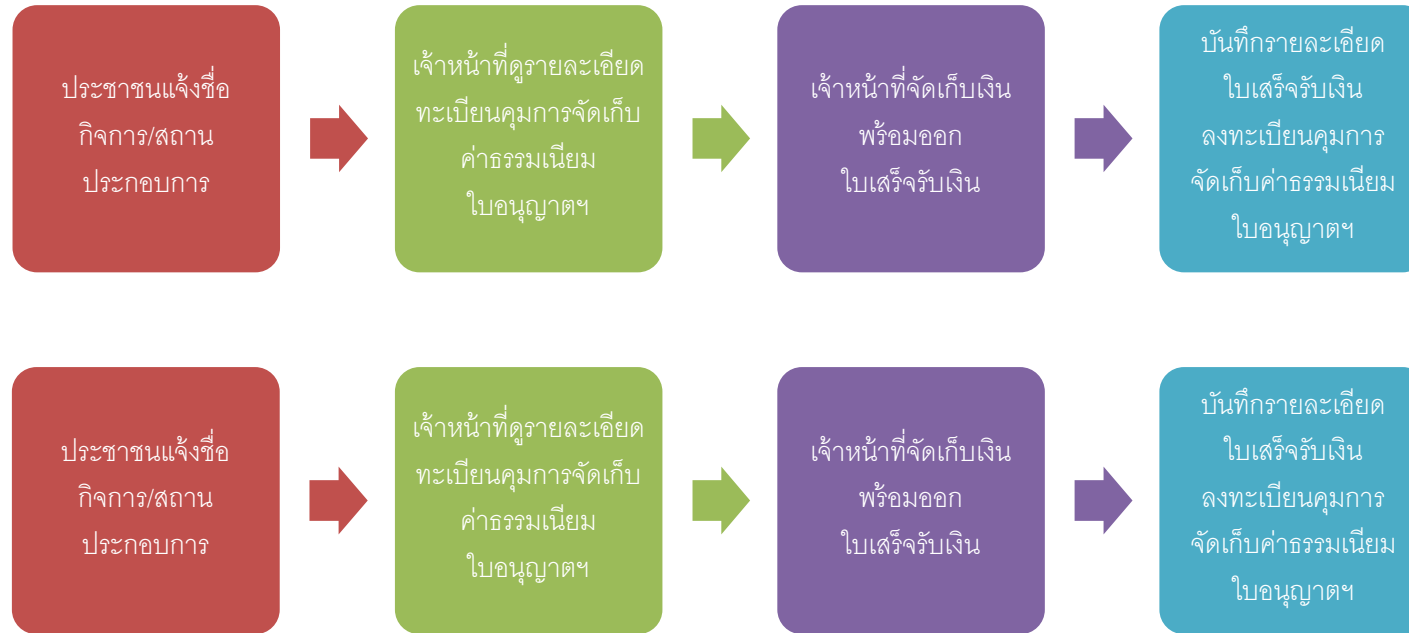 ประชาชนแจ้งชื่อ
กิจการ/สถาน
ประกอบการ
เจ้าหน้าที่ดูรายละเอียด
ทะเบียนคุมการจัดเก็บ
ค่าธรรมเนียม
ใบอนุญาตฯ
เจ้าหน้าที่จัดเก็บเงิน
พร้อมออก
ใบเสร็จรับเงิน
บันทึกรายละเอียด
ใบเสร็จรับเงิน
ลงทะเบียนคุมการ
จัดเก็บค่าธรรมเนียม
ใบอนุญาตฯ
ประชาชนแจ้งชื่อ
กิจการ/สถาน
ประกอบการ
เจ้าหน้าที่ดูรายละเอียด
ทะเบียนคุมการจัดเก็บ
ค่าธรรมเนียม
ใบอนุญาตฯ
เจ้าหน้าที่จัดเก็บเงิน
พร้อมออก
ใบเสร็จรับเงิน
บันทึกรายละเอียด
ใบเสร็จรับเงิน
ลงทะเบียนคุมการ
จัดเก็บค่าธรรมเนียม
ใบอนุญาตฯ